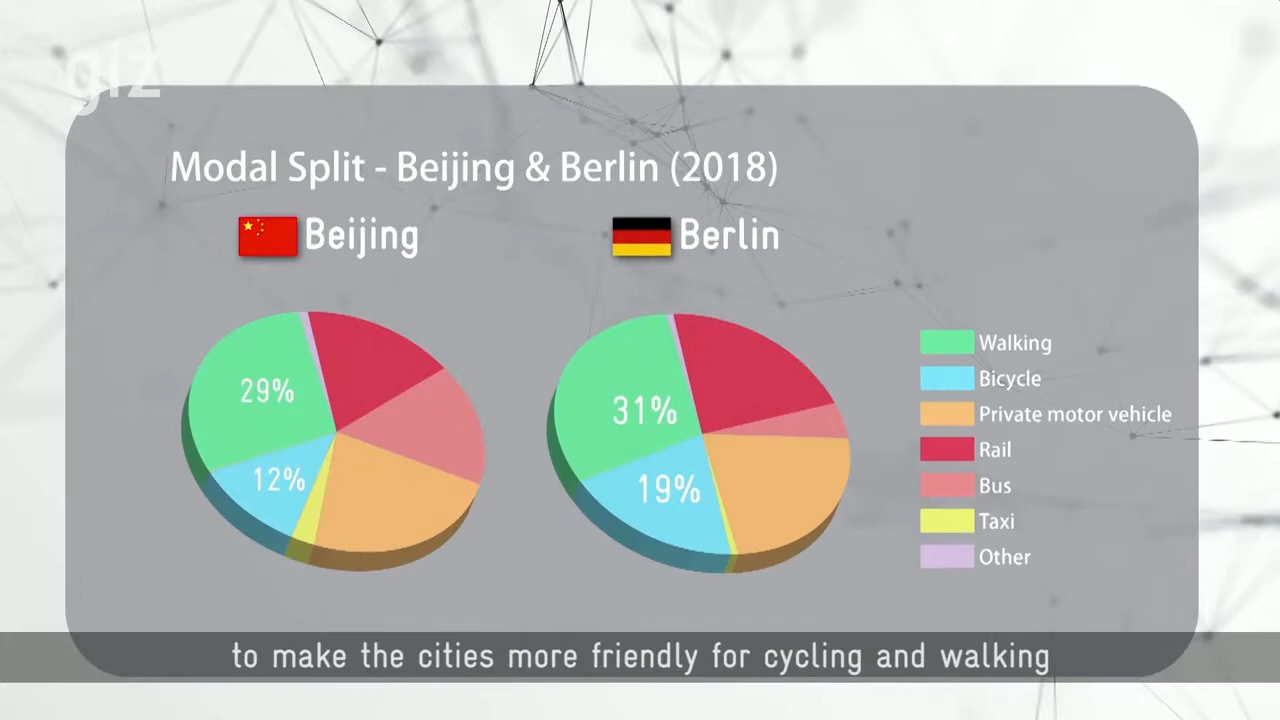 giz
Modal Split - Beijing & Berlin (2018)
Beijing
Berlin
29%
12%
31%
19%
Walking
Bicycle
Private motor vehicle
Rail
Bus
Taxi
Other
to make the cities more friendly for cycling and walking